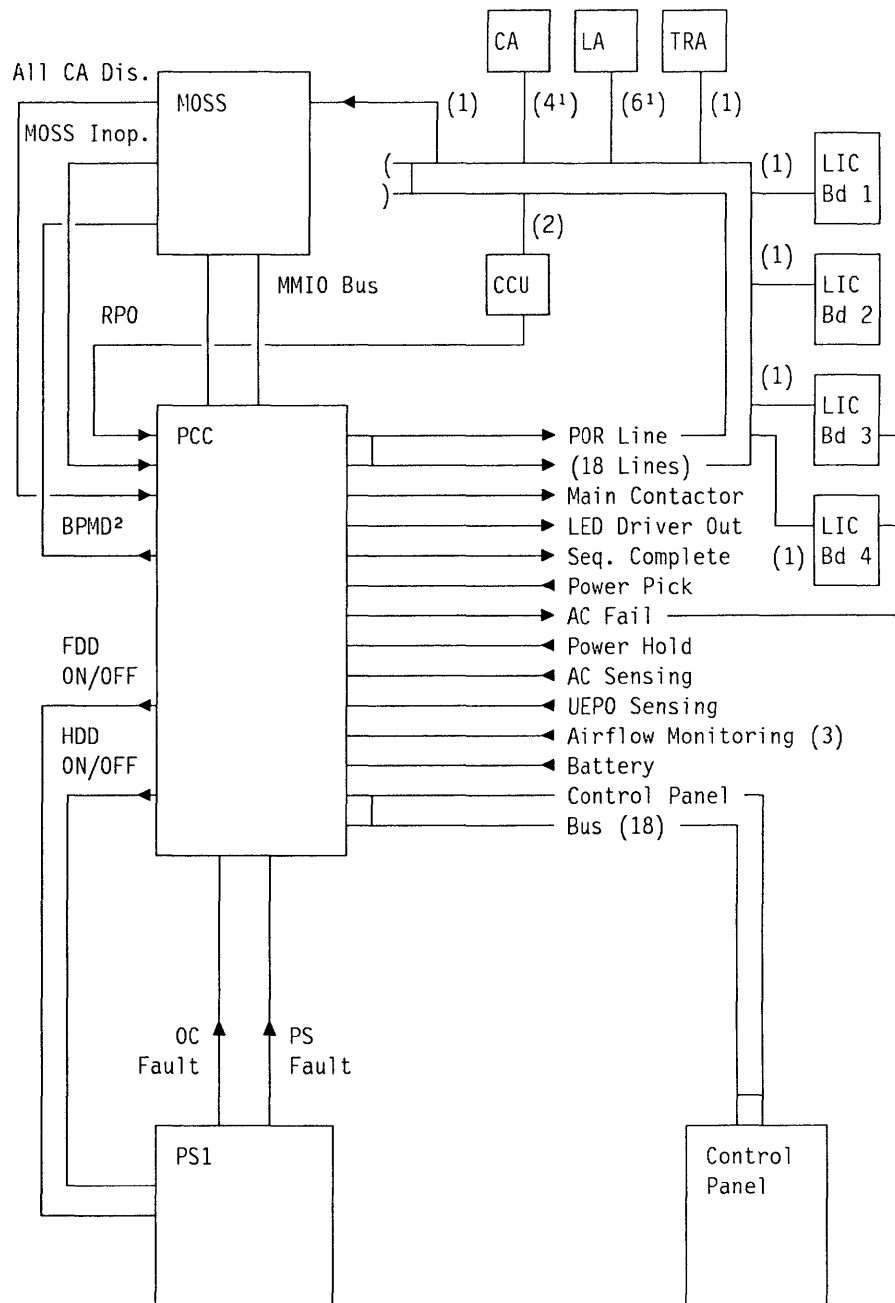 CA
LA
TRA
All CA Dis.
MOSS
(1)
(4¹)
(6¹)
(1)
MOSS Inop.
(
)
(1)
LIC
Bd 1
(2)
MMIO Bus
CCU
(1)
LIC
Bd 2
RPO
(1)
LIC
Bd 3
PCC
POR Line
(18 Lines)
Main Contactor
BPMD²
LED Driver Out
Seq. Complete
(1)
LIC
Bd 4
Power Pick
AC Fail
FDD
ON/OFF
Power Hold
AC Sensing
UEPO Sensing
HDD
ON/OFF
Airflow Monitoring (3)
Battery
Control Panel
Bus (18)
OC
Fault
PS
Fault
PS1
Control
Panel